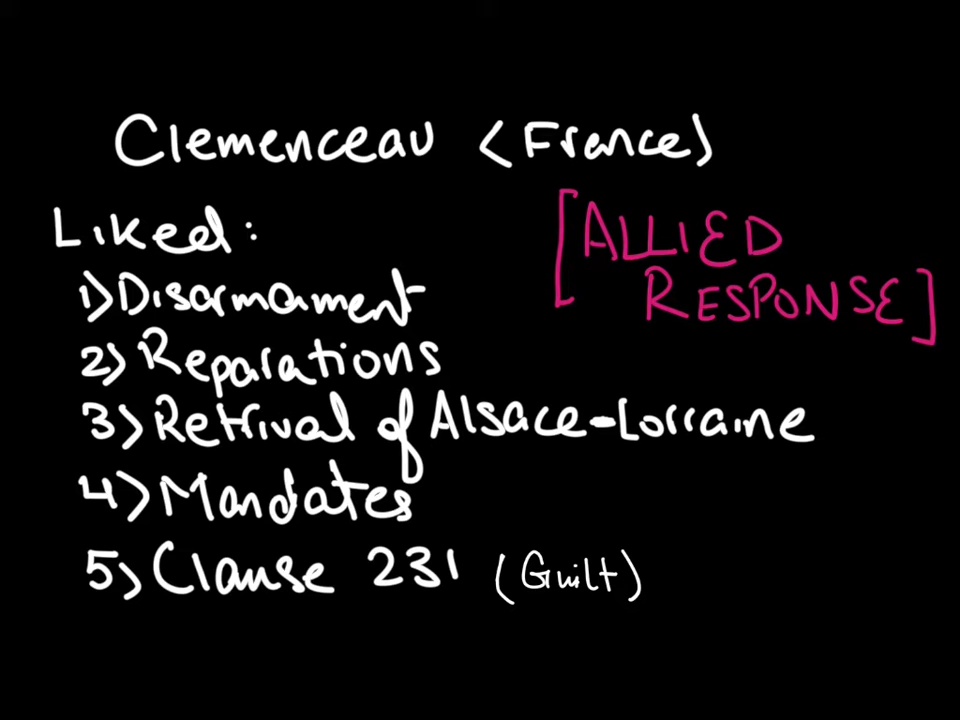 Clemenceau (France)
Liked:
[ALLIED
RESPONSE]
1) Disarmament
2) Reparations
3) Retrival of Alsace-Lorraine
4) Mandates
5) Clause 231 (Guilt)